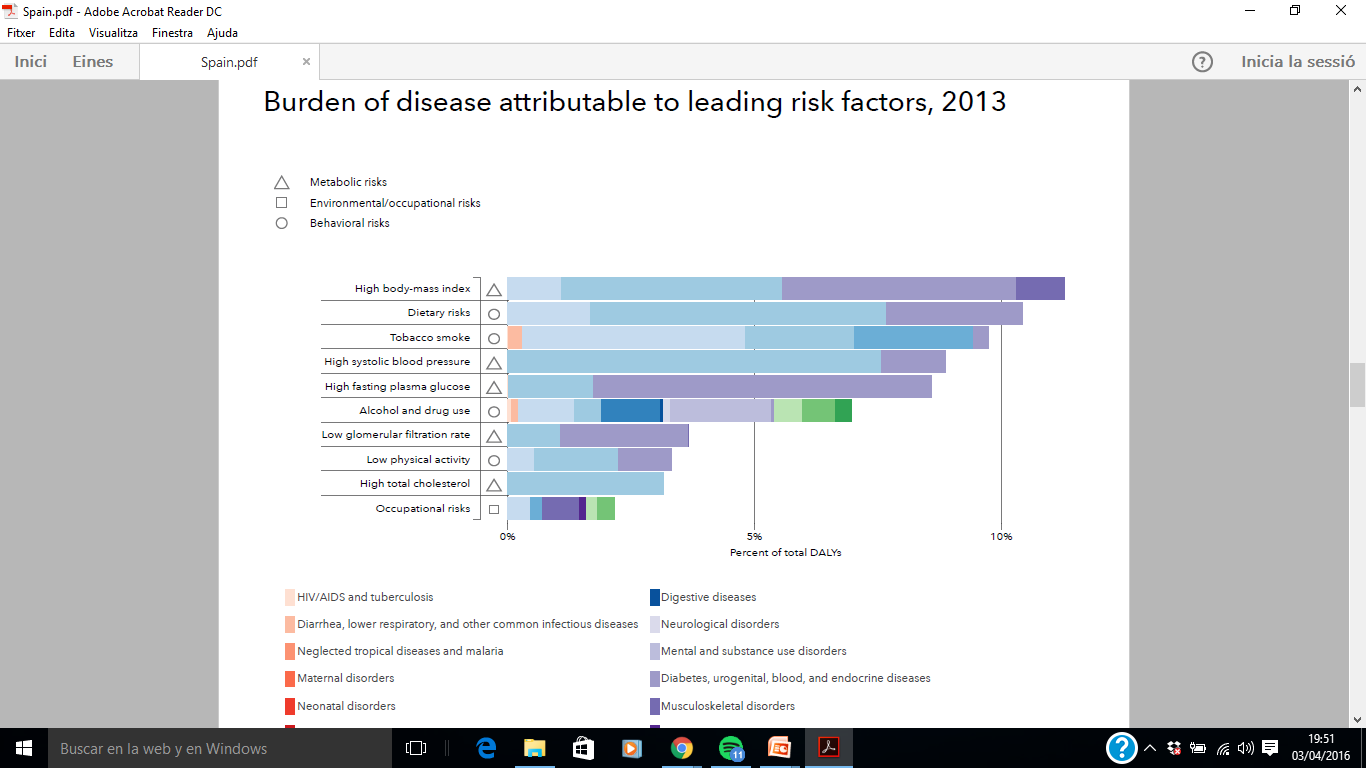 Spain.pdf - Adobe Acrobat Reader DC
Fitxer Edita Visualitza Finestra Ajuda
Inici Eines Spain.pdf × ? Inicia la sessió
Burden of disease attributable to leading risk factors, 2013
Metabolic risks
Environmental/occupational risks
Behavioral risks
High body-mass index
Dietary risks
Tobacco smoke
High systolic blood pressure
High fasting plasma glucose
Alcohol and drug use
Low glomerular filtration rate
Low physical activity
High total cholesterol
Occupational risks
0% 5% 10%
Percent of total DALYs
HIV/AIDS and tuberculosis
Diarrhea, lower respiratory, and other common infectious diseases
Neglected tropical diseases and malaria
Maternal disorders
Neonatal disorders
Digestive diseases
Neurological disorders
Mental and substance use disorders
Diabetes, urogenital, blood, and endocrine diseases
Musculoskeletal disorders
Buscar en la web y en Windows
11
?
19:51
03/04/2016